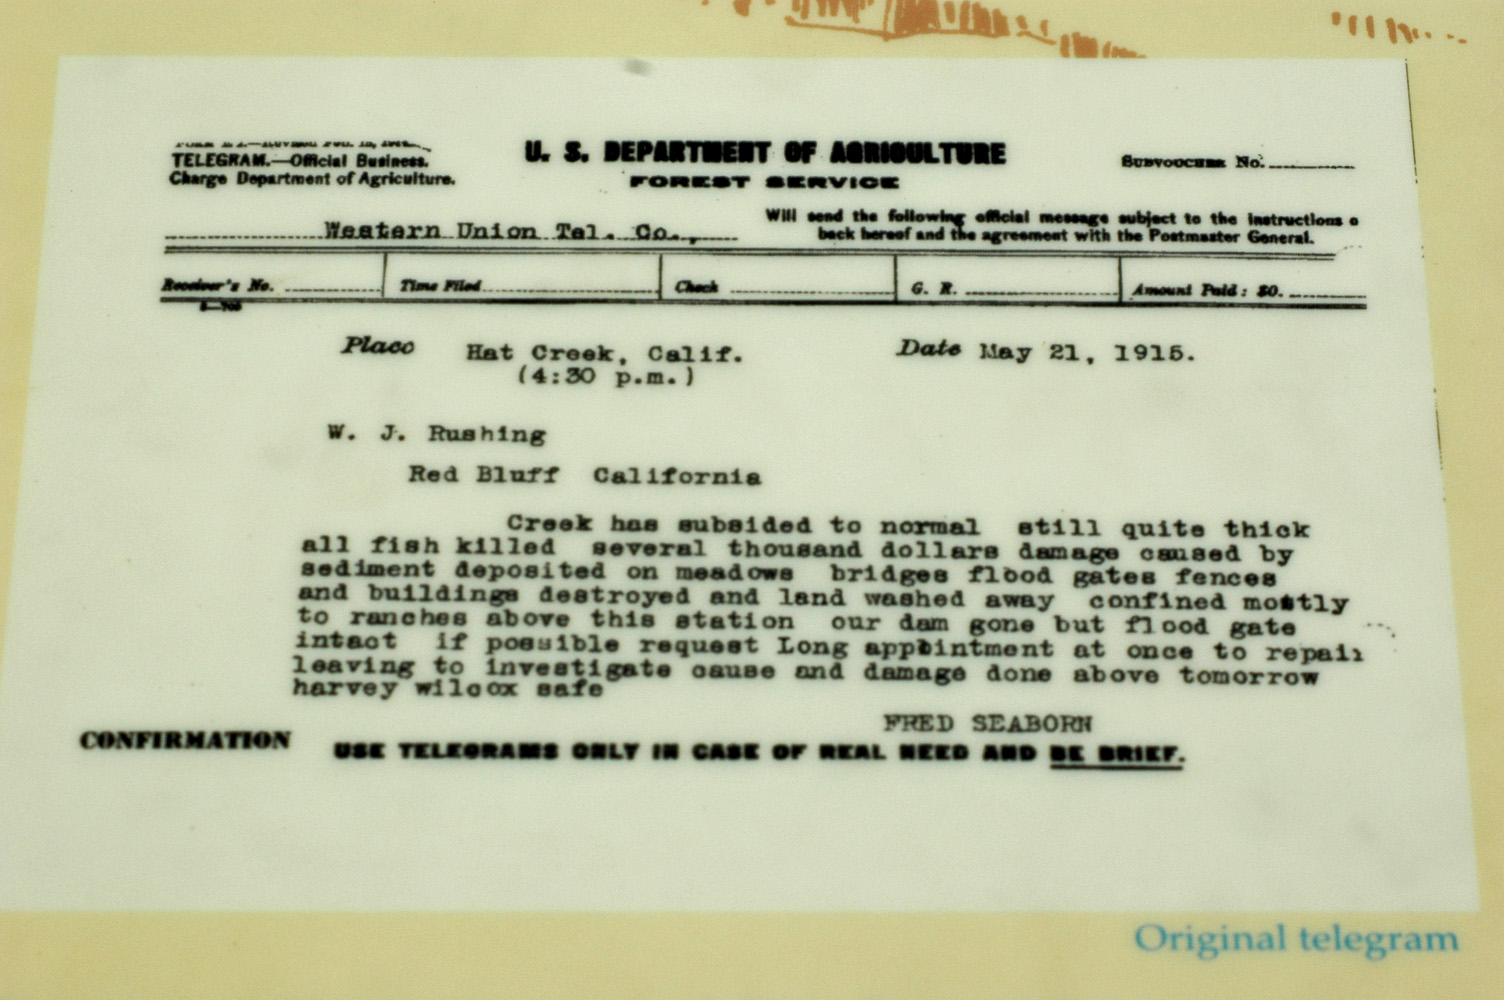 TELEGRAM.—Official Business.
Charge Department of Agriculture.
U. S. DEPARTMENT OF AGRICULTURE
FOREST SERVICE
SUBVOUCHER No.
Western Union Tel. Co.,
Will send the following official message subject to the instructions o
back hereof and the agreement with the Postmaster General.
Receiver's No.
Time Filed
Check
G. R.
Amount Paid: $0.
8—708
Place Hat Creek, Calif. Date May 21, 1915.
(4:30 p.m.)
W. J. Rushing
Red Bluff California
Creek has subsided to normal still quite thick
all fish killed several thousand dollars damage caused by
sediment deposited on meadows bridges flood gates fences
and buildings destroyed and land washed away confined mostly
to ranches above this station our dam gone but flood gate
intact if possible request Long appointment at once to repair
leaving to investigate cause and damage done above tomorrow
harvey wilcox safe
FRED SEABORN
CONFIRMATION
USE TELEGRAMS ONLY IN CASE OF REAL NEED AND BE BRIEF.
Original telegram